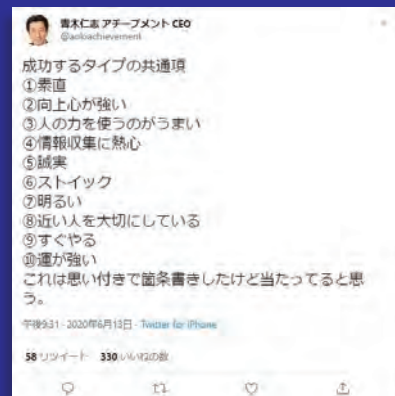 青木仁志 アチーブメント CEO
@aoloachievement
成功するタイプの共通項
①素直
②向上心が強い
③人の力を使うのがうまい
④情報収集に熱心
⑤誠実
⑥ストイック
⑦明るい
⑧近い人を大切にしている
⑨すぐやる
⑩運が強い
これは思い付きで箇条書きしたけど当たってると思
う。
午後9:31 · 2020年6月13日 · Twitter for iPhone
58 リツイート 330 いいねの数